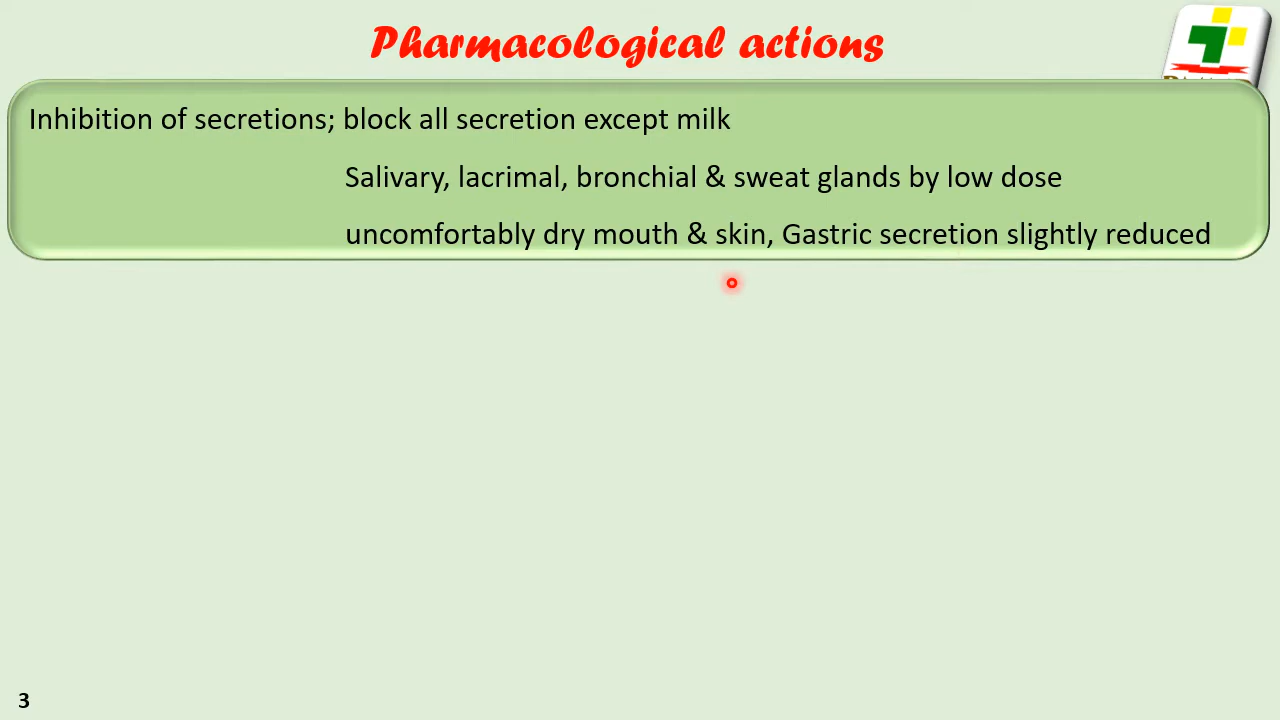 Pharmacological actions
Inhibition of secretions; block all secretion except milk
Salivary, lacrimal, bronchial & sweat glands by low dose
uncomfortably dry mouth & skin, Gastric secretion slightly reduced
3